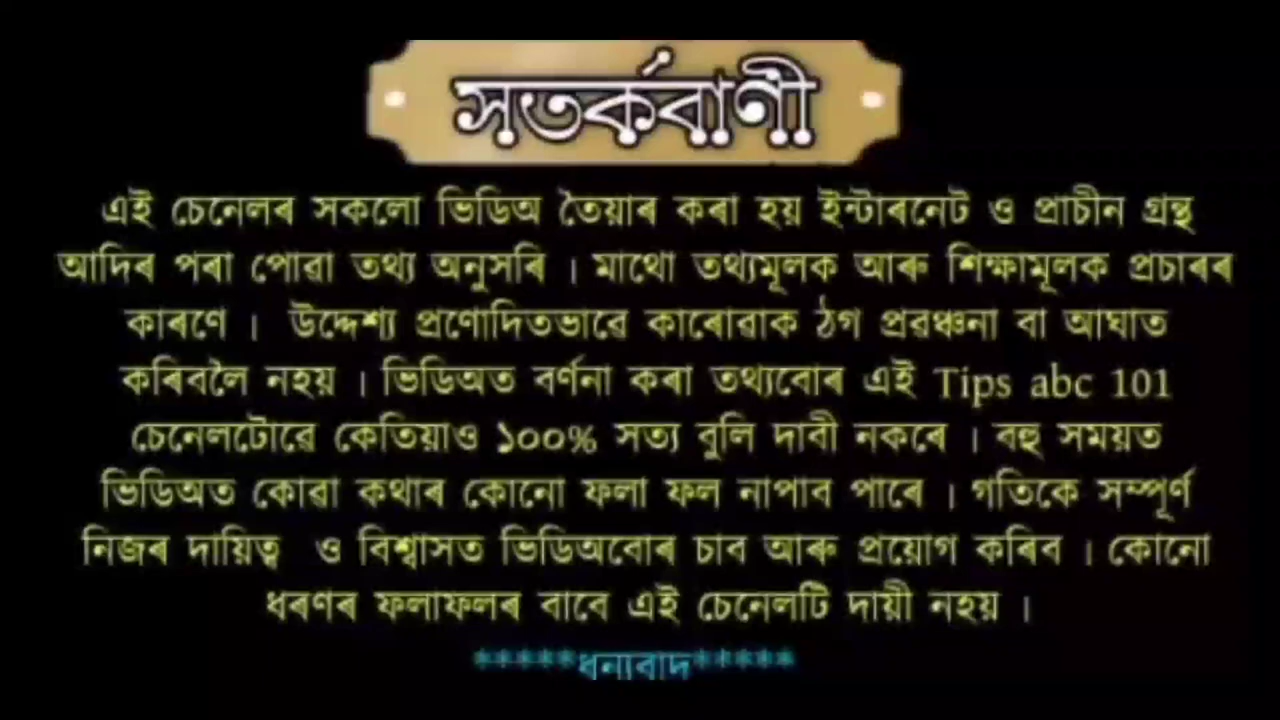 সতৰ্কবাণী
এই চেনেলৰ সকলো ভিডিঅ তৈয়াৰ কৰা হয় ইন্টাৰনেট ও প্ৰাচীন গ্ৰন্থ
আদিৰ পৰা পোৱা তথ্য অনুসৰি । মাথো তথ্যমূলক আৰু শিক্ষামূলক প্ৰচাৰৰ
কাৰণে । উদ্দেশ্য প্ৰণোদিতভাৱে কাৰোৱাক ঠগ প্ৰৱঞ্চনা বা আঘাত
কৰিবলৈ নহয় । ভিডিঅত বৰ্ণনা কৰা তথ্যবোৰ এই Tips abc 101
চেনেলটোৱে কেতিয়াও ১০০% সত্য বুলি দাবী নকৰে । বহু সময়ত
ভিডিঅত কোৱা কথাৰ কোনো ফলা ফল নাপাব পাৰে । গতিকে সম্পূৰ্ণ
নিজৰ দায়িত্ব ও বিশ্বাসত ভিডিঅবোৰ চাব আৰু প্ৰয়োগ কৰিব । কোনো
ধৰণৰ ফলাফলৰ বাবে এই চেনেলটি দায়ী নহয় ।
*****ধন্যবাদ*****